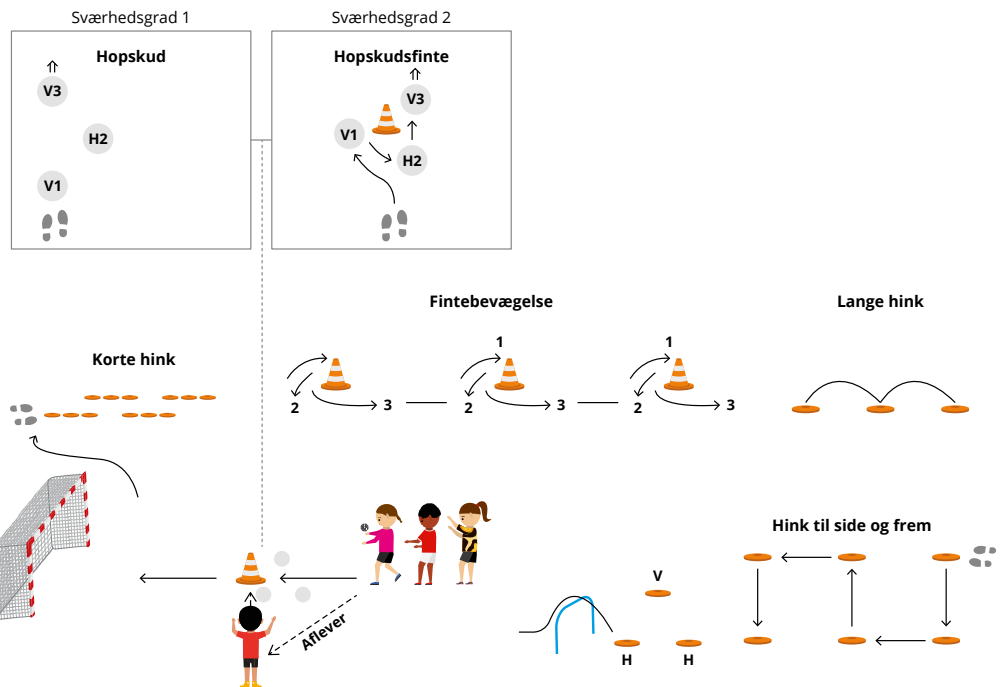 Sværhedsgrad 1
Sværhedsgrad 2
Hopskud
V3
H2
V1
Hopskudsfinte
V3
V1
H2
Fintebevægelse
Lange hink
Korte hink
2
3
1
2
3
1
2
3
Hink til side og frem
Aflever
V
H
H